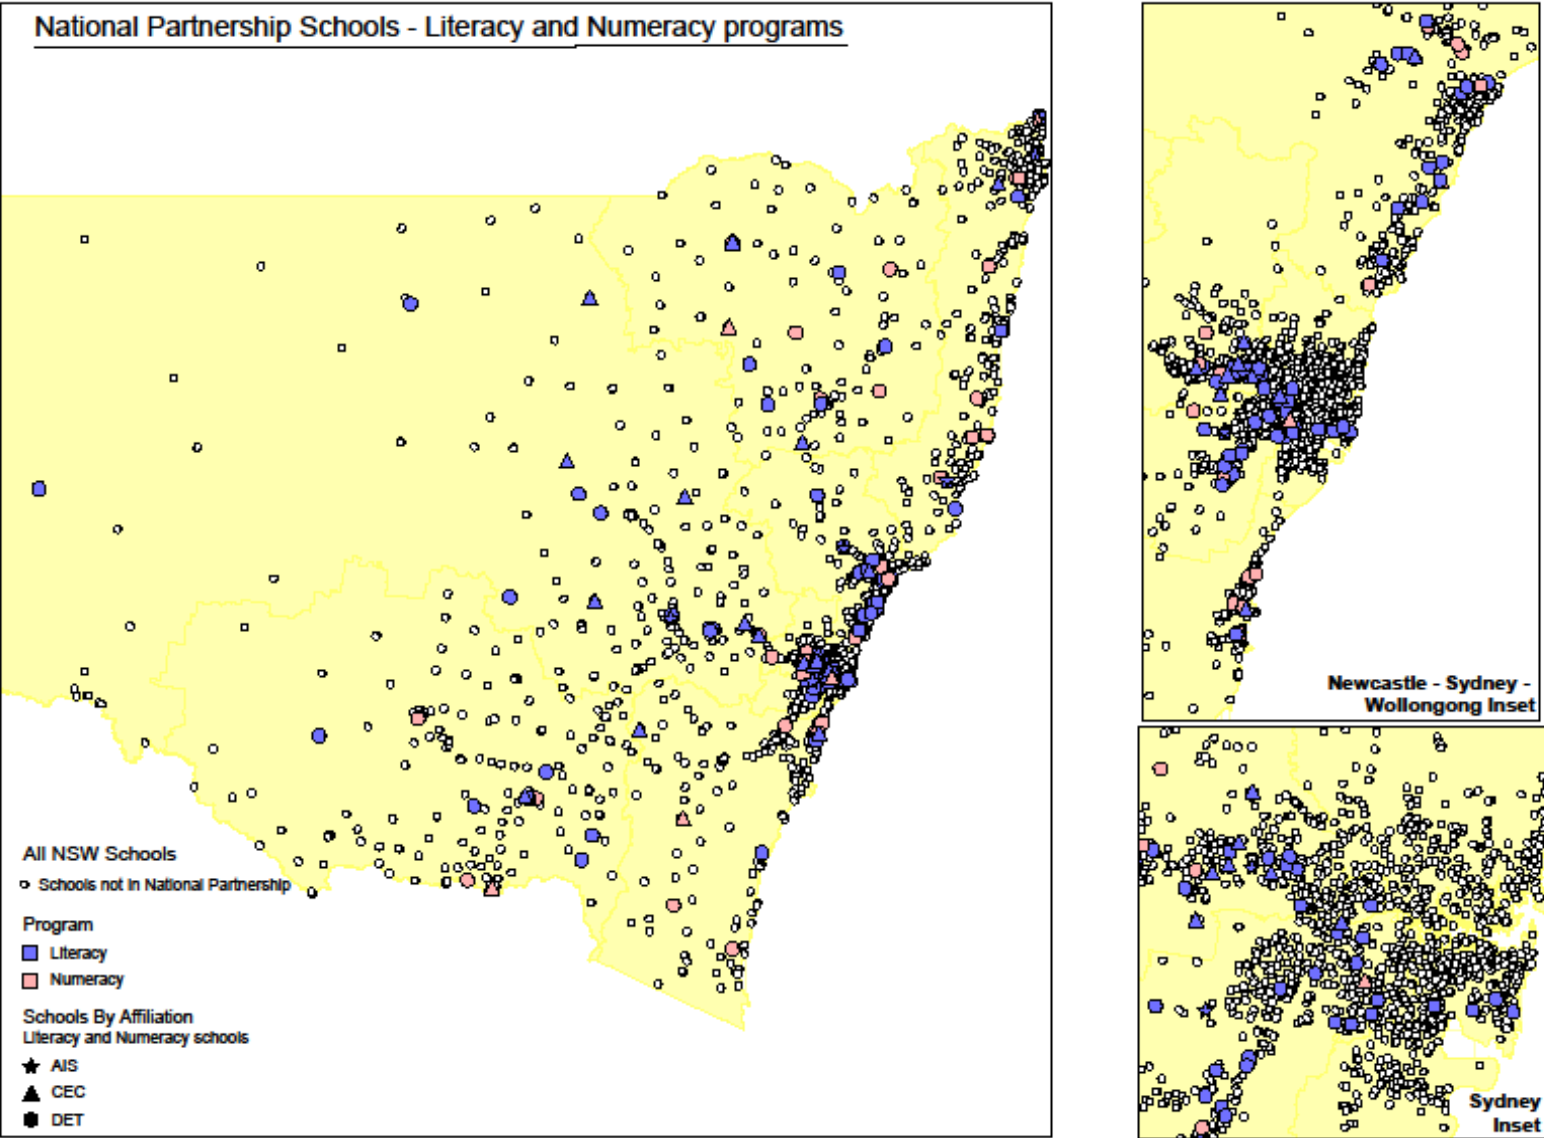 National Partnership Schools - Literacy and Numeracy programs
All NSW Schools
Schools not in National Partnership
Program
Literacy
Numeracy
Schools By Affiliation
Literacy and Numeracy schools
AIS
CEC
DET
Newcastle - Sydney -
Wollongong Inset
Sydney
Inset